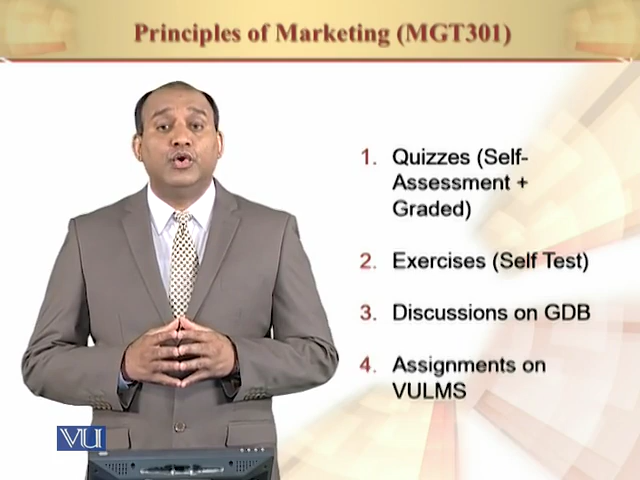 Principles of Marketing (MGT301)
1. Quizzes (Self-
Assessment +
Graded)
2. Exercises (Self Test)
3. Discussions on GDB
4. Assignments on
VULMS
VU